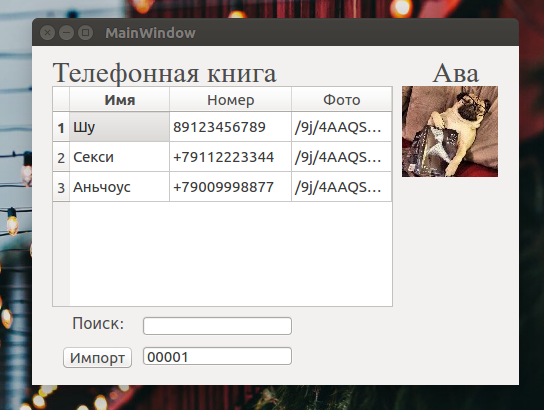 MainWindow
Телефонная книга
Ава
Имя Номер Фото
1 Шу 89123456789 /9j/4AAQS...
2 Секси +79112223344 /9j/4AAQS...
3 Аньчоус +79009998877 /9j/4AAQS...
Поиск:
Импорт 00001